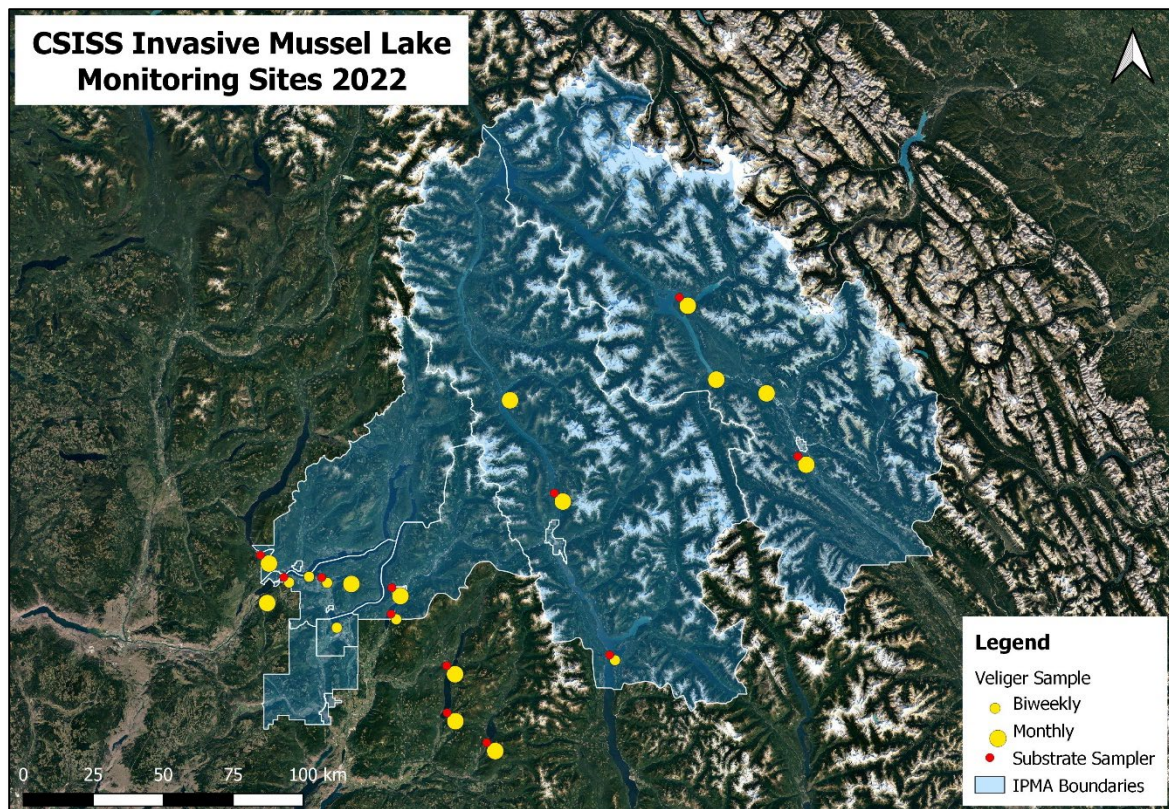 CSISS Invasive Mussel Lake
Monitoring Sites 2022
Legend
Veliger Sample
Biweekly
Monthly
Substrate Sampler
IPMA Boundaries
0 25 50 75 100 km